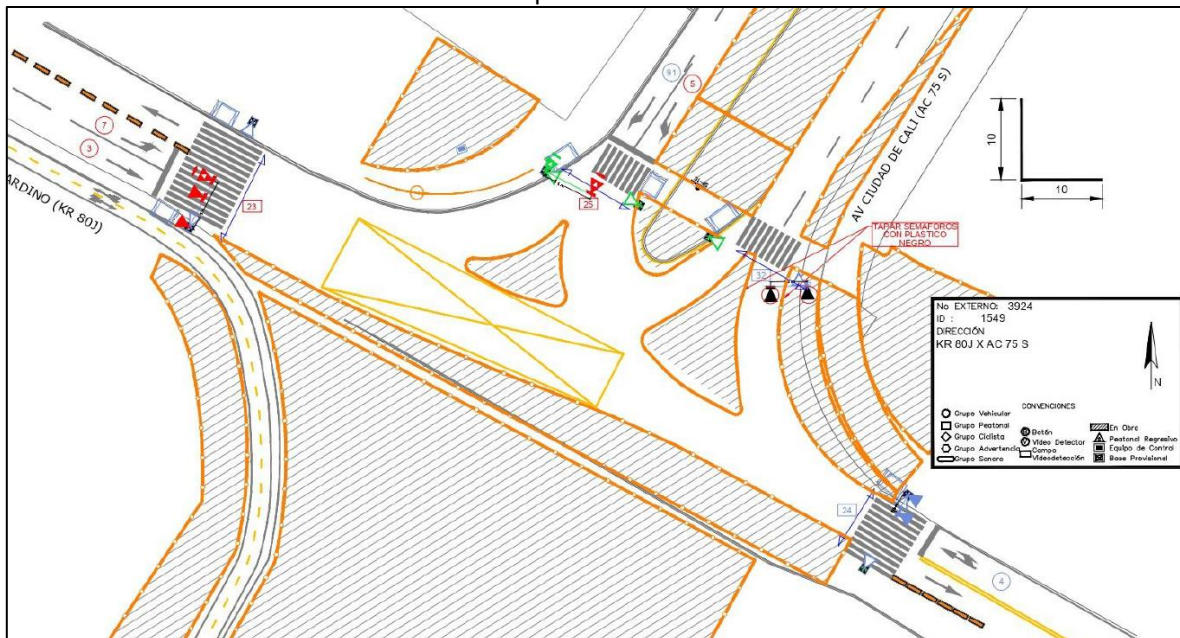 91
5
7
3
23
ARDINO (KR 80J)
25
AV CIUDAD DE CALI (AC 75 S)
10
10
TAPAR SEMAFOROS
CON PLASTICO
NEGRO
32
No EXTERNO: 3924
ID : 1549
DIRECCIÓN
KR 80J X AC 75 S
N
CONVENCIONES
Grupo Vehicular
Grupo Peatonal
Grupo Ciclista
Grupo Advertencia
Grupo Sonoro
Botón
Video Detector
Campo
Videodetección
En Obra
Peatonal Regresivo
Equipo de Control
Base Provisional
24
4